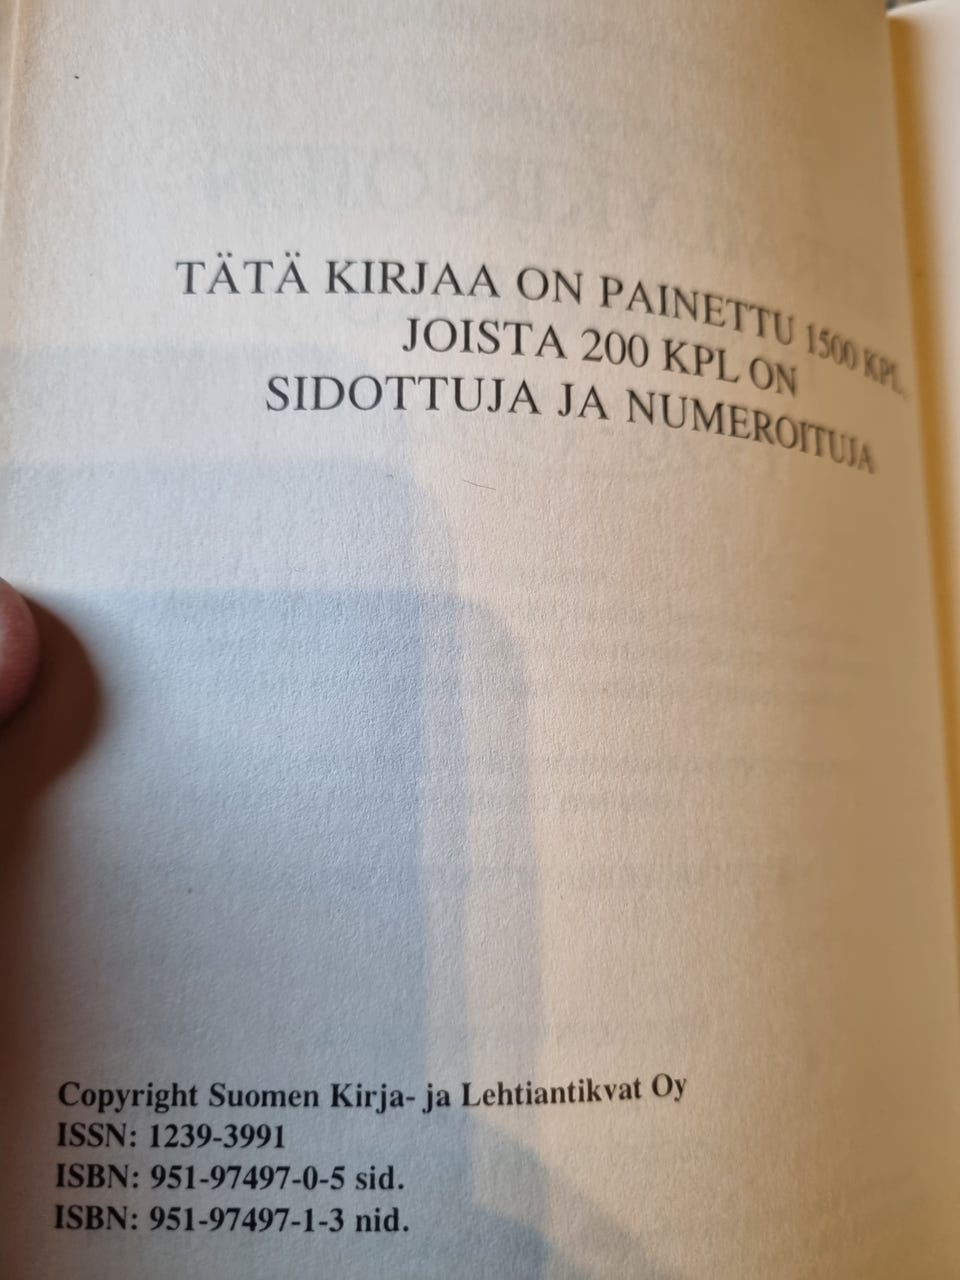 TÄTÄ KIRJAA ON PAINETTU 1500 KPL,
JOISTA 200 KPL ON
SIDOTTUJA JA NUMEROITUJA
Copyright Suomen Kirja- ja Lehtiantikvat Oy
ISSN: 1239-3991
ISBN: 951-97497-0-5 sid.
ISBN: 951-97497-1-3 nid.